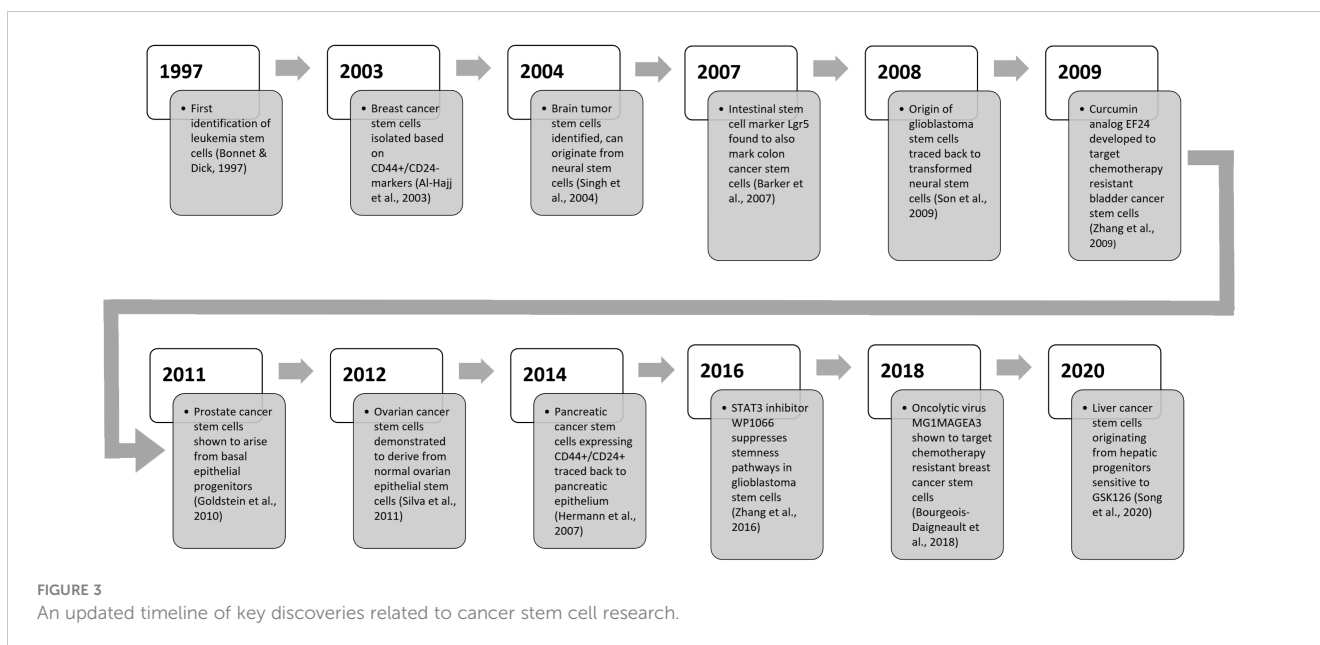 1997
• First
identification of
leukemia stem
cells (Bonnet &
Dick, 1997)
2003
• Breast cancer
stem cells
isolated based
on
CD44+/CD24-
markers (Al-Hajj
et al., 2003)
2004
• Brain tumor
stem cells
identified, can
originate from
neural stem
cells (Singh et
al., 2004)
2007
• Intestinal stem
cell marker Lgr5
found to also
mark colon
cancer stem
cells (Barker et
al., 2007)
2008
• Origin of
glioblastoma
stem cells
traced back to
transformed
neural stem
cells (Son et al.,
2009)
2009
• Curcumin
analog EF24
developed to
target
chemotherapy
resistant
bladder cancer
stem cells
(Zhang et al.,
2009)
2011
• Prostate cancer
stem cells
shown to arise
from basal
epithelial
progenitors
(Goldstein et al.,
2010)
2012
• Ovarian cancer
stem cells
demonstrated
to derive from
normal ovarian
epithelial stem
cells (Silva et al.,
2011)
2014
• Pancreatic
cancer stem
cells expressing
CD44+/CD24+
traced back to
pancreatic
epithelium
(Hermann et al.,
2007)
2016
• STAT3 inhibitor
WP1066
suppresses
stemness
pathways in
glioblastoma
stem cells
(Zhang et al.,
2016)
2018
• Oncolytic virus
MG1MAGEA3
shown to target
chemotherapy
resistant breast
cancer stem
cells
(Bourgeois-
Daigneault et
al., 2018)
2020
• Liver cancer
stem cells
originating
from hepatic
progenitors
sensitive to
GSK126 (Song
et al., 2020)
FIGURE 3
An updated timeline of key discoveries related to cancer stem cell research.